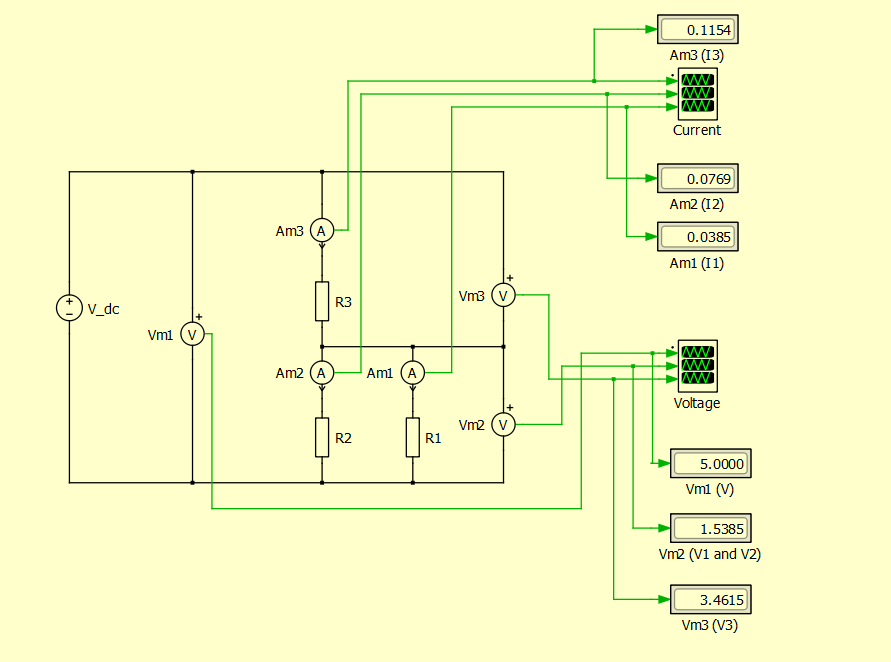 0.1154
Am3 (I3)
Current
0.0769
Am2 (I2)
0.0385
Am1 (I1)
Am3
A
R3
V_dc
+
−
Vm1
V
+
Vm3
V
+
Am2
A
Am1
A
R2
R1
Vm2
V
+
Voltage
5.0000
Vm1 (V)
1.5385
Vm2 (V1 and V2)
3.4615
Vm3 (V3)